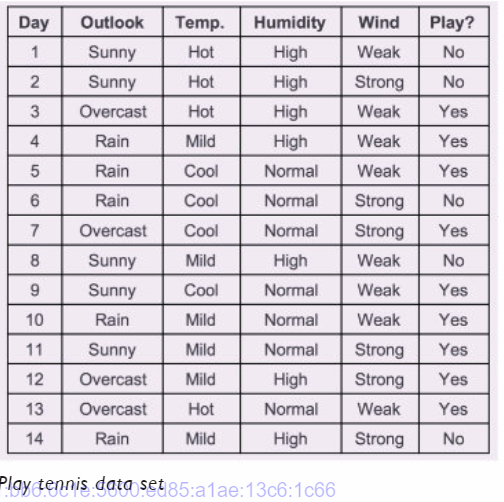 Day Outlook Temp. Humidity Wind Play?
1 Sunny Hot High Weak No
2 Sunny Hot High Strong No
3 Overcast Hot High Weak Yes
4 Rain Mild High Weak Yes
5 Rain Cool Normal Weak Yes
6 Rain Cool Normal Strong No
7 Overcast Cool Normal Strong Yes
8 Sunny Mild High Weak No
9 Sunny Cool Normal Weak Yes
10 Rain Mild Normal Weak Yes
11 Sunny Mild Normal Strong Yes
12 Overcast Mild High Strong Yes
13 Overcast Hot Normal Weak Yes
14 Rain Mild High Strong No
Play tennis data set
:a1ae:13c6:1c66